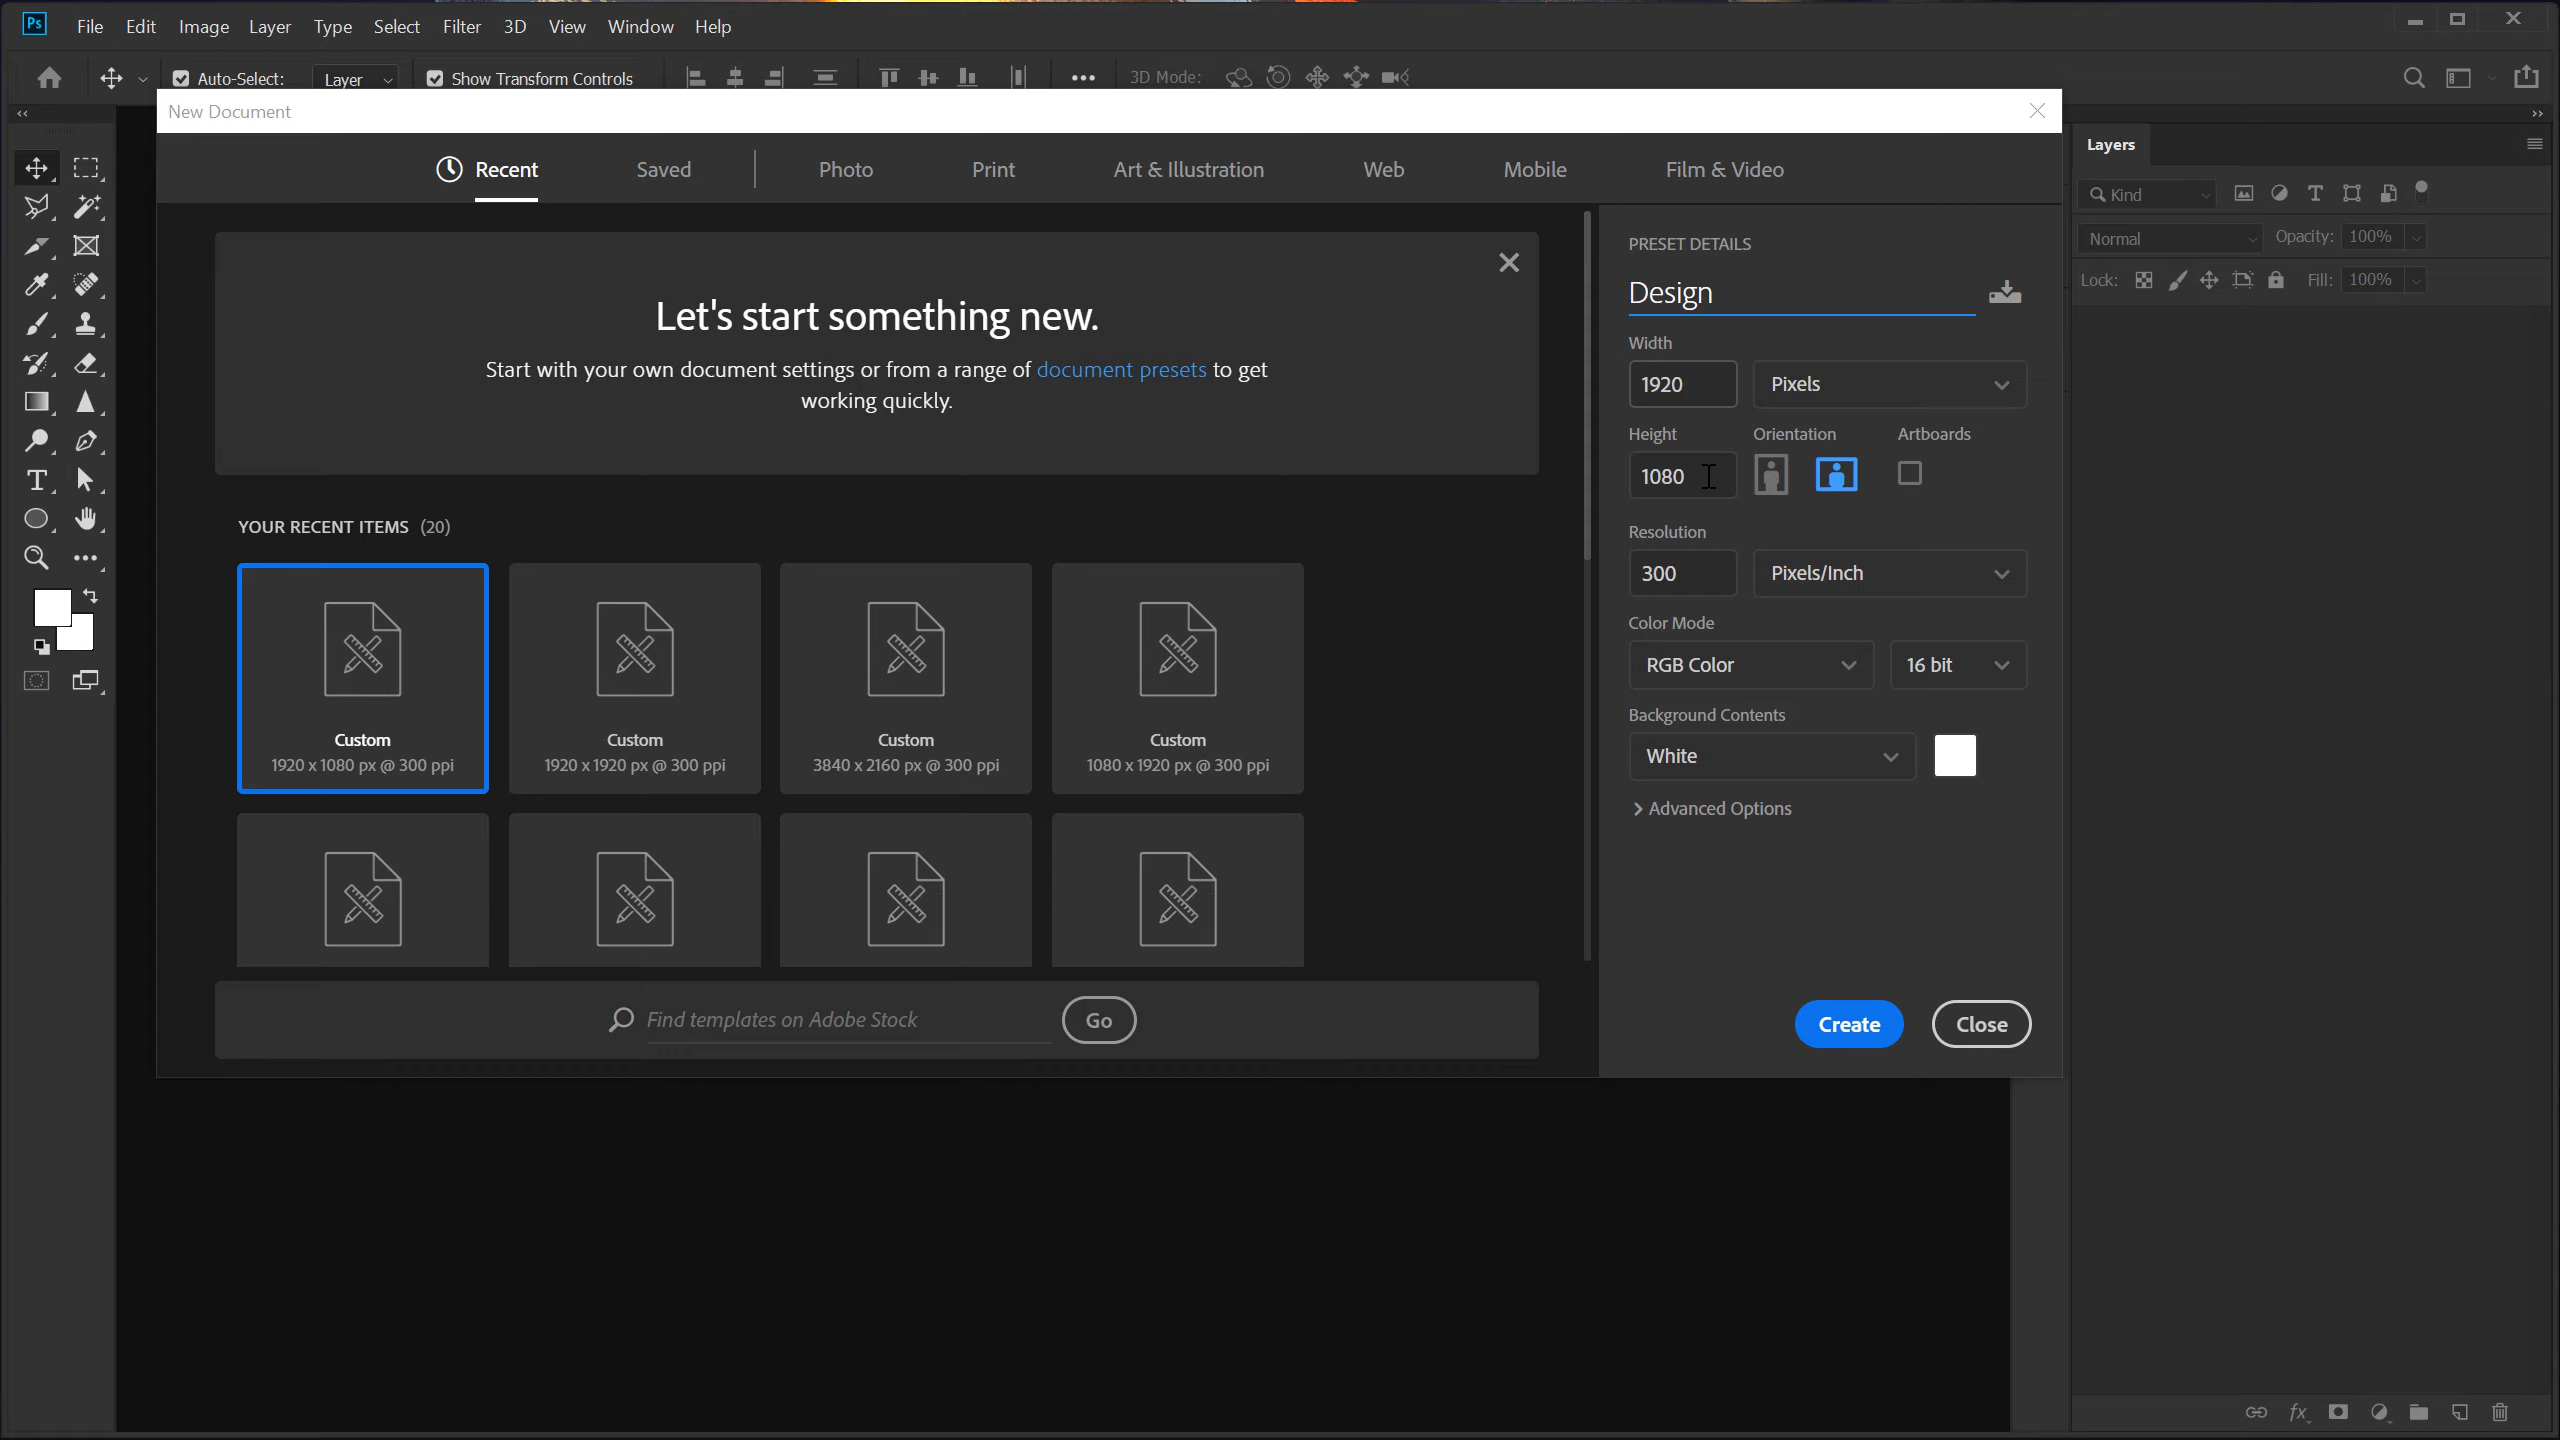 Ps File Edit Image Layer Type Select Filter 3D View Window Help
Auto-Select: Layer Show Transform Controls 3D Mode:
New Document
Recent Saved Photo Print Art & Illustration Web Mobile Film & Video
Let's start something new.
Start with your own document settings or from a range of document presets to get
working quickly.
YOUR RECENT ITEMS (20)
Custom
1920 x 1080 px @ 300 ppi
Custom
1920 x 1920 px @ 300 ppi
Custom
3840 x 2160 px @ 300 ppi
Custom
1080 x 1920 px @ 300 ppi
Find templates on Adobe Stock Go
PRESET DETAILS
Design
Width
1920 Pixels
Height Orientation Artboards
1080
Resolution
300 Pixels/Inch
Color Mode
RGB Color 16 bit
Background Contents
White
Advanced Options
Create Close
Layers
Kind
Normal Opacity: 100%
Lock: Fill: 100%
fx